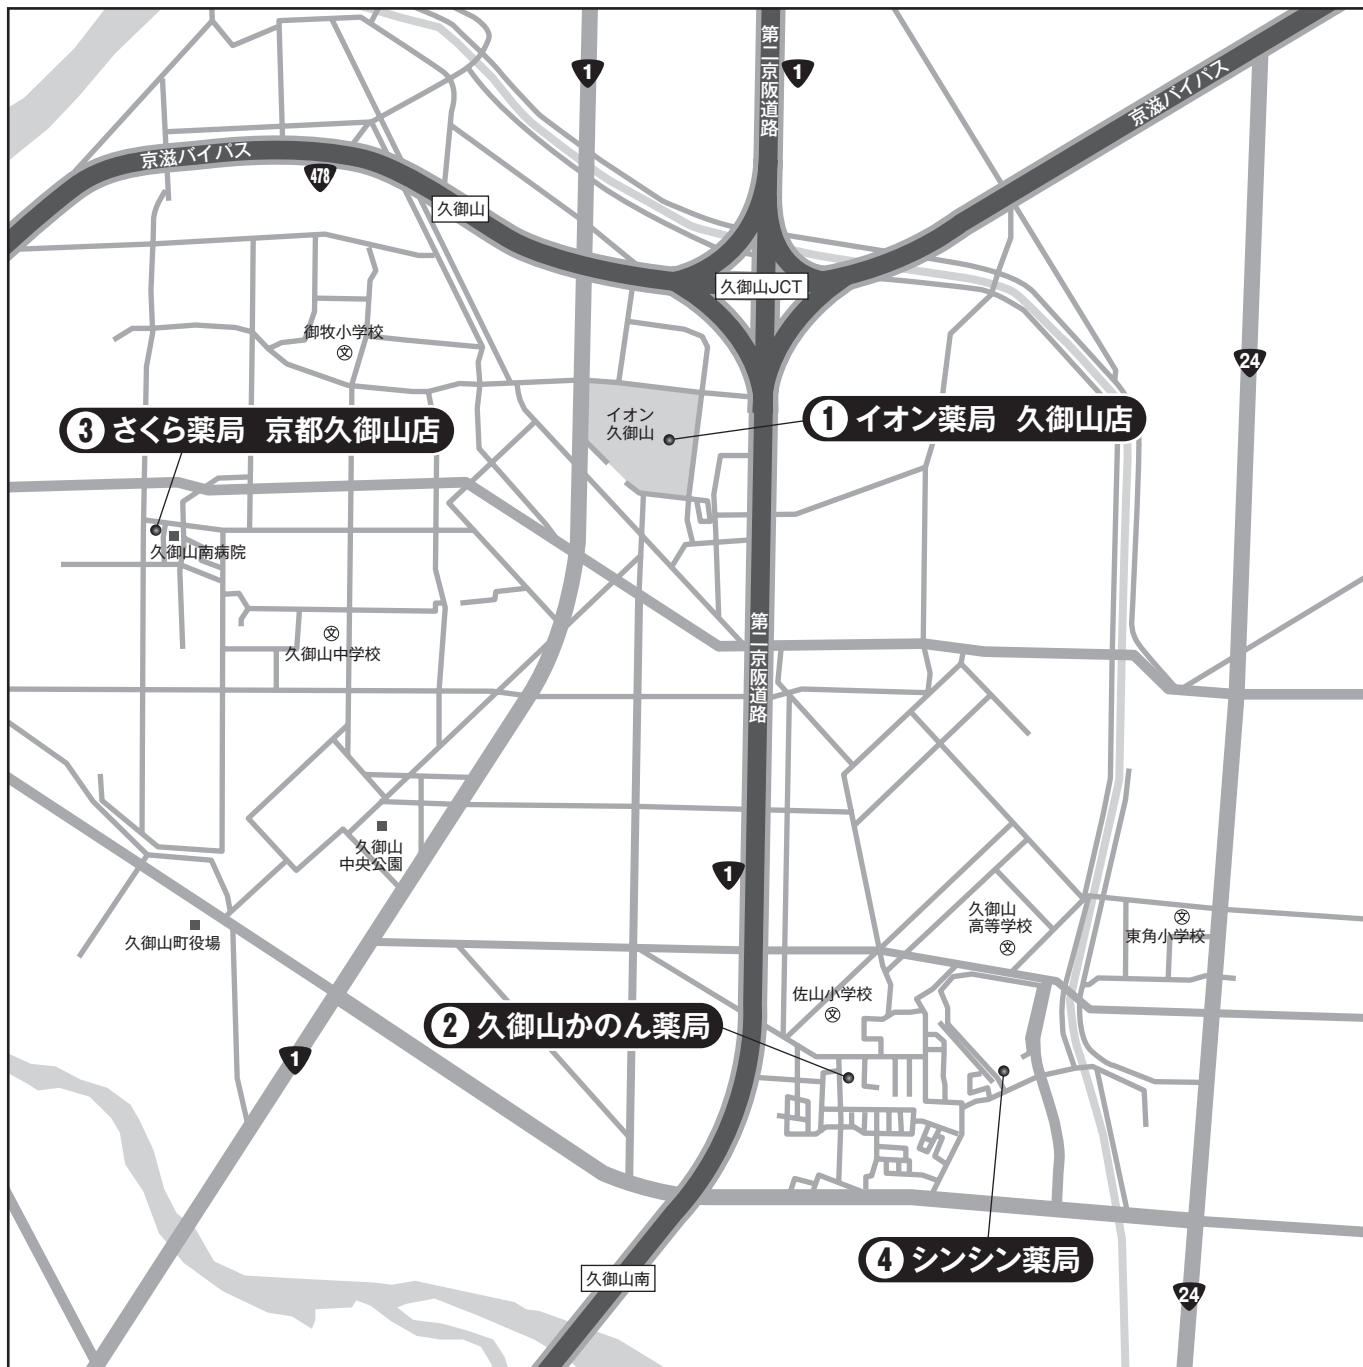 1
第二京阪道路
1
京滋バイパス
京滋バイパス
478
久御山
久御山JCT
御牧小学校
文
24
③ さくら薬局 京都久御山店
イオン
久御山
① イオン薬局 久御山店
久御山南病院
文
久御山中学校
第二京阪道路
久御山
中央公園
1
久御山町役場
久御山
高等学校
文
文
東角小学校
佐山小学校
文
② 久御山かのん薬局
1
④ シンシン薬局
久御山南
24